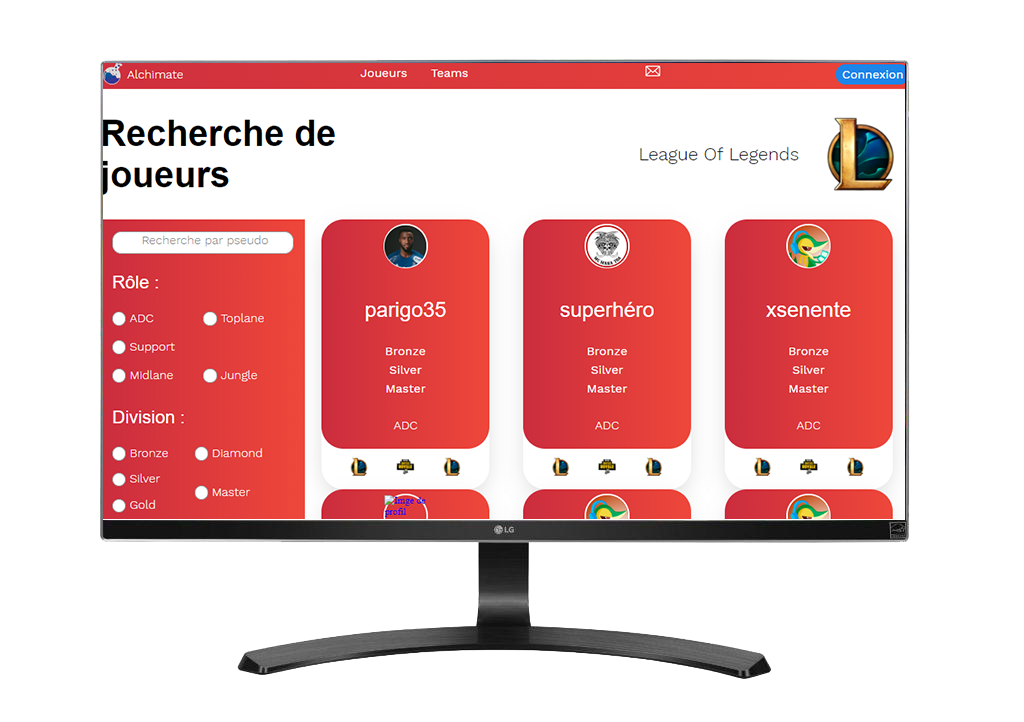 Alchimate
Joueurs
Teams
Connexion
Recherche de
joueurs
League Of Legends
Recherche par pseudo
Rôle :
ADC
Toplane
Support
Midlane
Jungle
Division :
Bronze
Diamond
Silver
Master
Gold
parigo35
Bronze
Silver
Master
ADC
superhéro
Bronze
Silver
Master
ADC
xsenente
Bronze
Silver
Master
ADC
Imge de
profil
LG